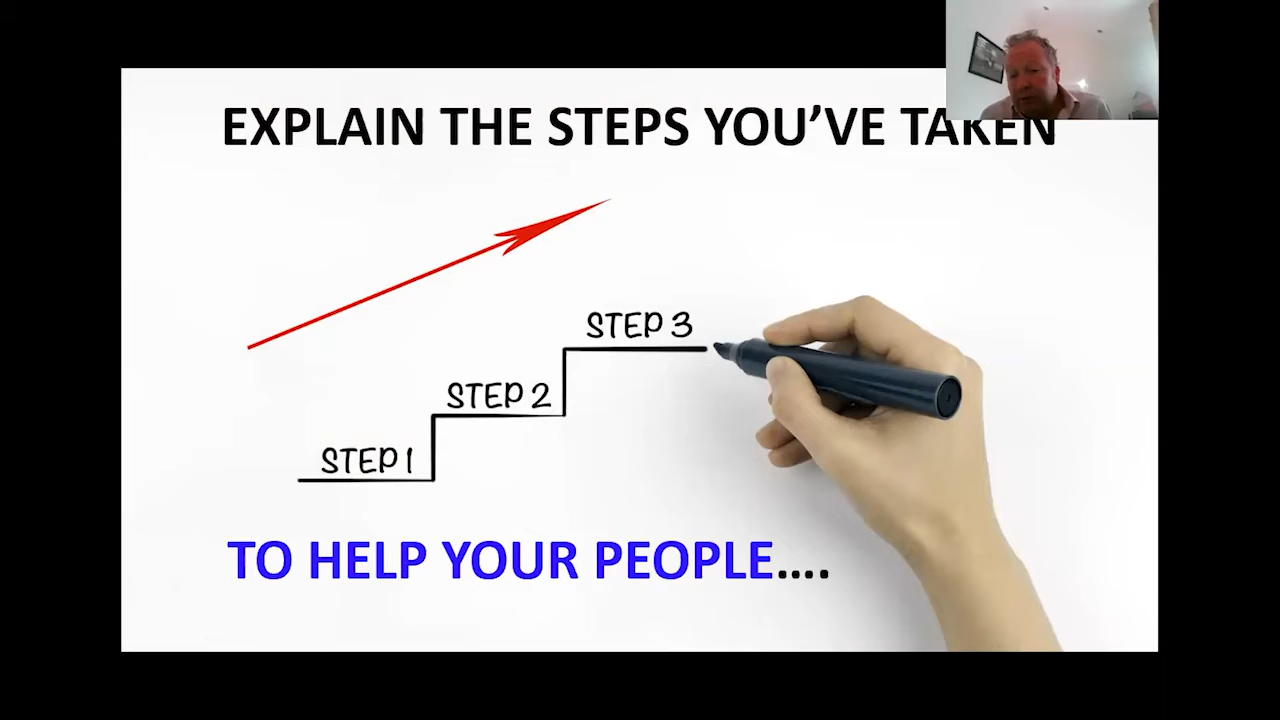 EXPLAIN THE STEPS YOU’VE TAKEN
STEP 3
STEP 2
STEP 1
TO HELP YOUR PEOPLE....